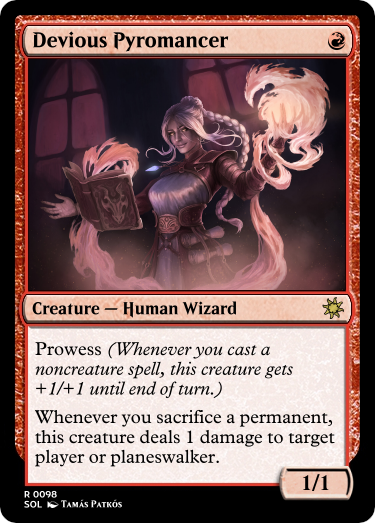 Devious Pyromancer
Creature — Human Wizard
Prowess (Whenever you cast a
noncreature spell, this creature gets
+1/+1 until end of turn.)
Whenever you sacrifice a permanent,
this creature deals 1 damage to target
player or planeswalker.
1/1
R 0098
SOL Tamás Patkós